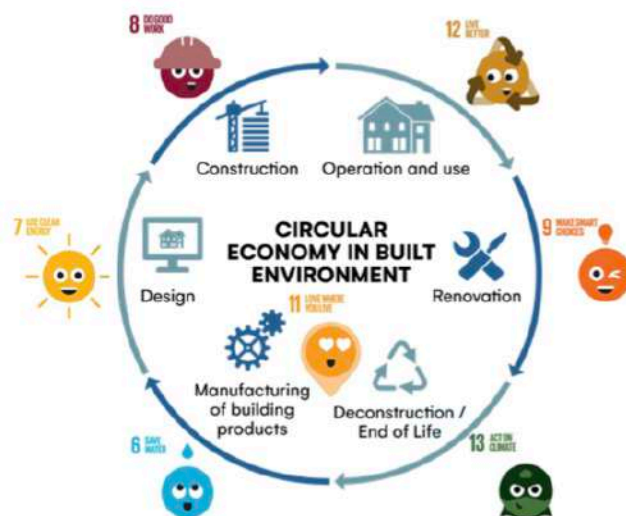 8 DO GOOD
WORK
12 LIVE
BETTER
Construction
Operation and use
7 USE CLEAN
ENERGY
CIRCULAR
ECONOMY IN BUILT
ENVIRONMENT
9 MAKE SMART
CHOICES
Design
11 LOVE WHERE
YOU LIVE
Renovation
Manufacturing
of building
products
Deconstruction /
End of Life
6 SAVE
WATER
13 ACT ON
CLIMATE